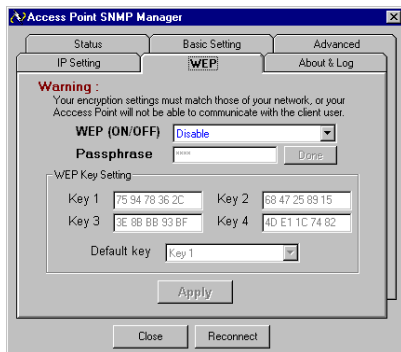 Access Point SNMP Manager
Status Basic Setting Advanced
IP Setting WEP About & Log
Warning :
Your encryption settings must match those of your network, or your
Acccess Point will not be able to communicate with the client user.
WEP (ON/OFF) Disable
Passphrase **** Done
WEP Key Setting
Key 1 75 94 78 36 2C Key 2 68 47 25 89 15
Key 3 3E 8B BB 93 BF Key 4 4D E1 1C 74 82
Default key Key 1
Apply
Close Reconnect